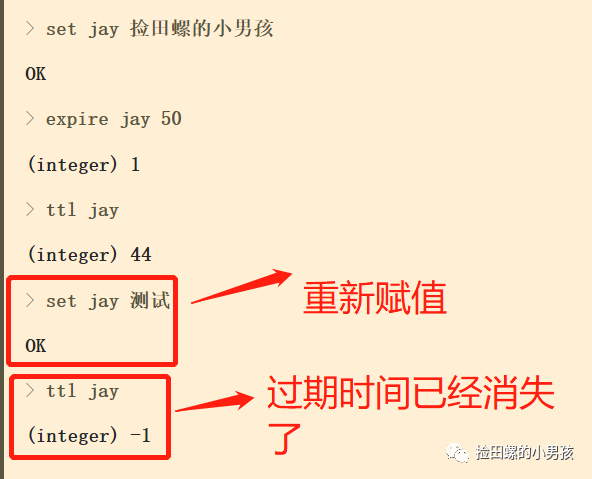 > set jay 捡田螺的小男孩
OK
> expire jay 50
(integer) 1
> ttl jay
(integer) 44
> set jay 测试
OK
重新赋值
> ttl jay
(integer) -1
过期时间已经消失
了
捡田螺的小男孩